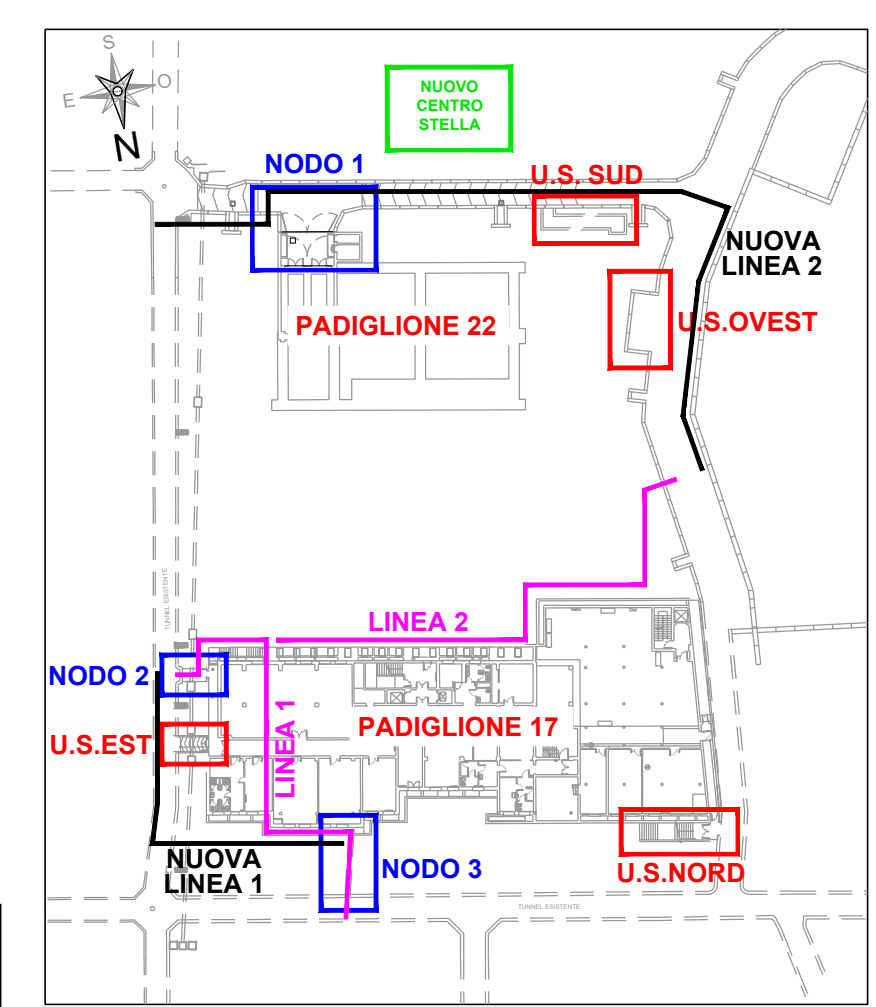 S
E
O
N
NUOVO
CENTRO
STELLA
NODO 1
U.S. SUD
NUOVA
LINEA 2
PADIGLIONE 22
U.S.OVEST
TUNNEL ESISTENTE
LINEA 2
NODO 2
LINEA 1
PADIGLIONE 17
U.S.EST
NUOVA
LINEA 1
NODO 3
U.S.NORD
TUNNEL ESISTENTE